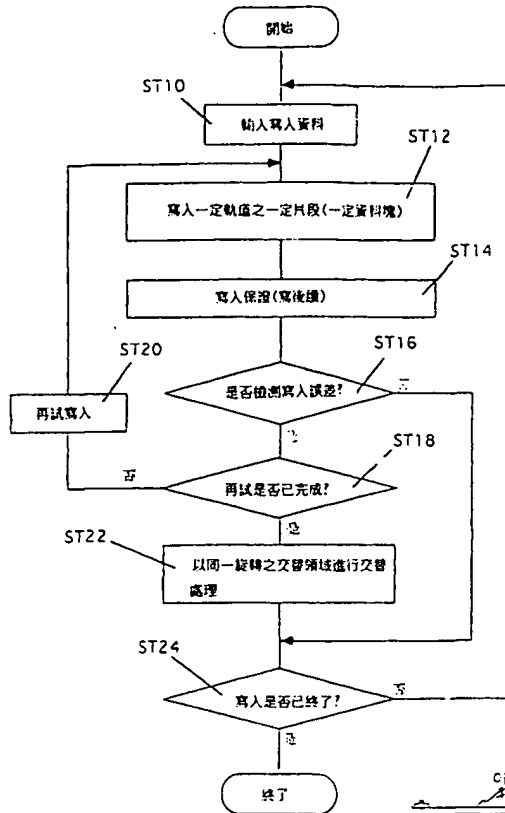 開始
ST10
輸入寫入資料
ST12
寫入一定軌道之一定片段(一定資料塊)
ST14
寫入保證(寫後讀)
ST16
是否檢測寫入誤差?
否
是
ST20
再試寫入
ST18
再試是否已完成?
否
是
ST22
以同一旋轉之交替領域進行交替
處理
ST24
寫入是否已終了?
否
是
終了